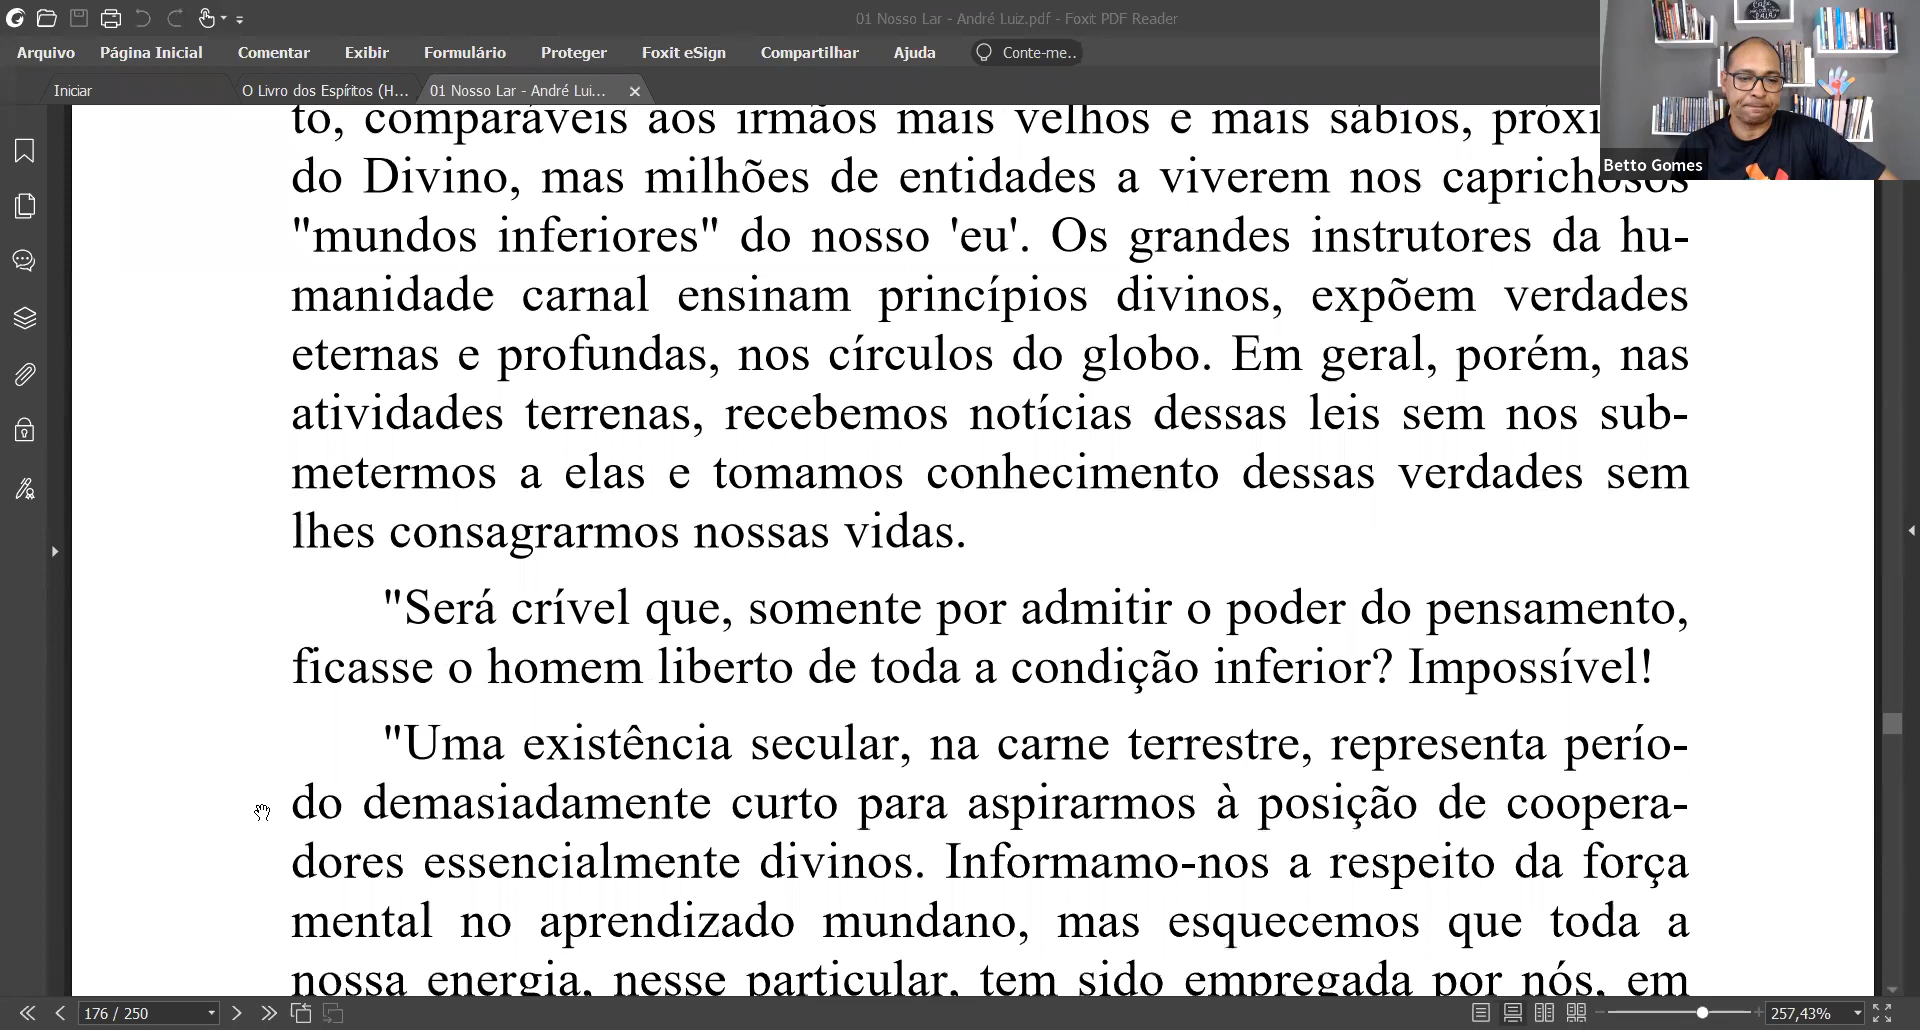 01 Nosso Lar - André Luiz.pdf - Foxit PDF Reader
Arquivo Página Inicial Comentar Exibir Formulário Proteger Foxit eSign Compartilhar Ajuda Conte-me..
Iniciar O Livro dos Espíritos (H... 01 Nosso Lar - André Lui...
Betto Gomes
to, comparáveis aos irmãos mais velhos e mais sábios,
do Divino, mas milhões de entidades a viverem nos caprichosos
"mundos inferiores" do nosso 'eu'. Os grandes instrutores da hu-
manidade carnal ensinam princípios divinos, expõem verdades
eternas e profundas, nos círculos do globo. Em geral, porém, nas
atividades terrenas, recebemos notícias dessas leis sem nos sub-
metermos a elas e tomamos conhecimento dessas verdades sem
lhes consagrarmos nossas vidas.
"Será crível que, somente por admitir o poder do pensamento,
ficasse o homem liberto de toda a condição inferior? Impossível!
"Uma existência secular, na carne terrestre, representa perío-
do demasiadamente curto para aspirarmos à posição de coopera-
dores essencialmente divinos. Informamo-nos a respeito da força
mental no aprendizado mundano, mas esquecemos que toda a
nossa energia, nesse particular, tem sido empregada por nós, em
176 / 250 257,43%